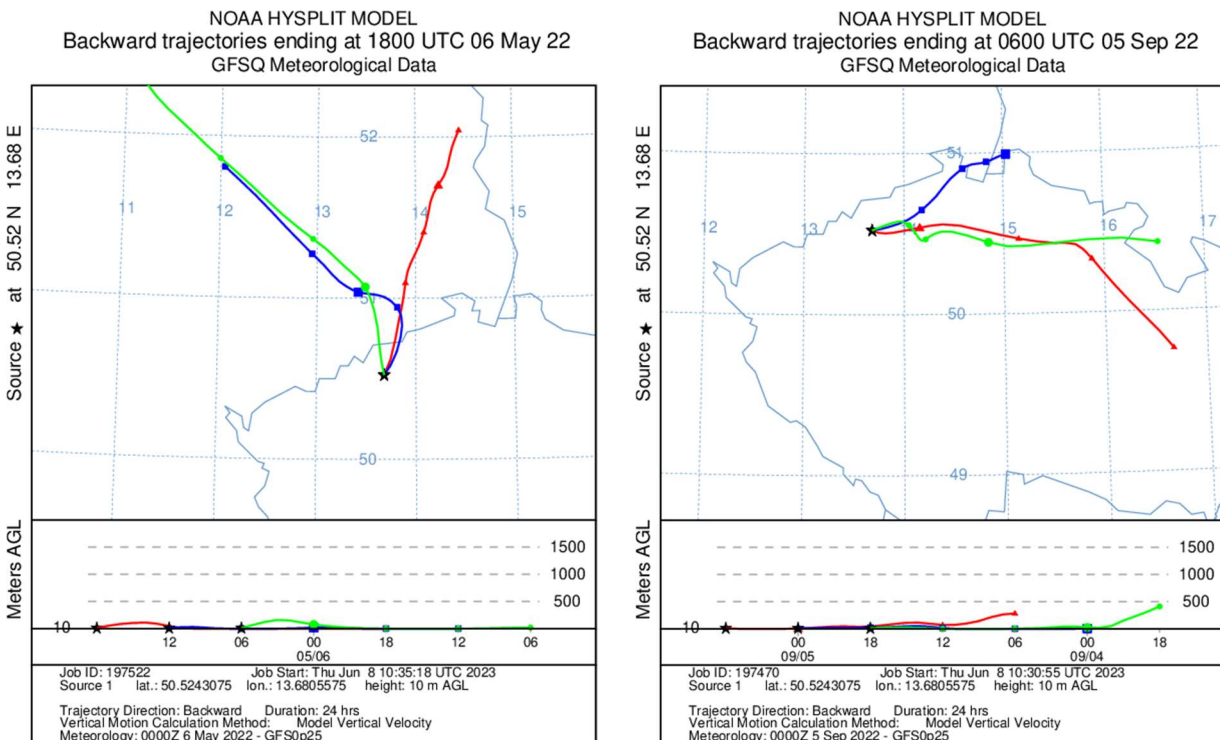 NOAA HYSPLIT MODEL
Backward trajectories ending at 1800 UTC 06 May 22
GFSQ Meteorological Data
Source ★ at 50.52 N 13.68 E
52
11
12
13
14
15
51
50
Meters AGL
1500
1000
500
10
12
06
00
18
12
06
05/06
Job ID: 197522 Job Start: Thu Jun 8 10:35:18 UTC 2023
Source 1 lat.: 50.5243075 lon.: 13.6805575 height: 10 m AGL
Trajectory Direction: Backward Duration: 24 hrs
Vertical Motion Calculation Method: Model Vertical Velocity
Meteorology: 0000Z 6 May 2022 - GFS0p25
NOAA HYSPLIT MODEL
Backward trajectories ending at 0600 UTC 05 Sep 22
GFSQ Meteorological Data
Source ★ at 50.52 N 13.68 E
51
12
13
14
15
16
17
50
49
Meters AGL
1500
1000
500
10
00
18
12
06
00
18
09/05
09/04
Job ID: 197470 Job Start: Thu Jun 8 10:30:55 UTC 2023
Source 1 lat.: 50.5243075 lon.: 13.6805575 height: 10 m AGL
Trajectory Direction: Backward Duration: 24 hrs
Vertical Motion Calculation Method: Model Vertical Velocity
Meteorology: 0000Z 5 Sep 2022 - GFS0p25